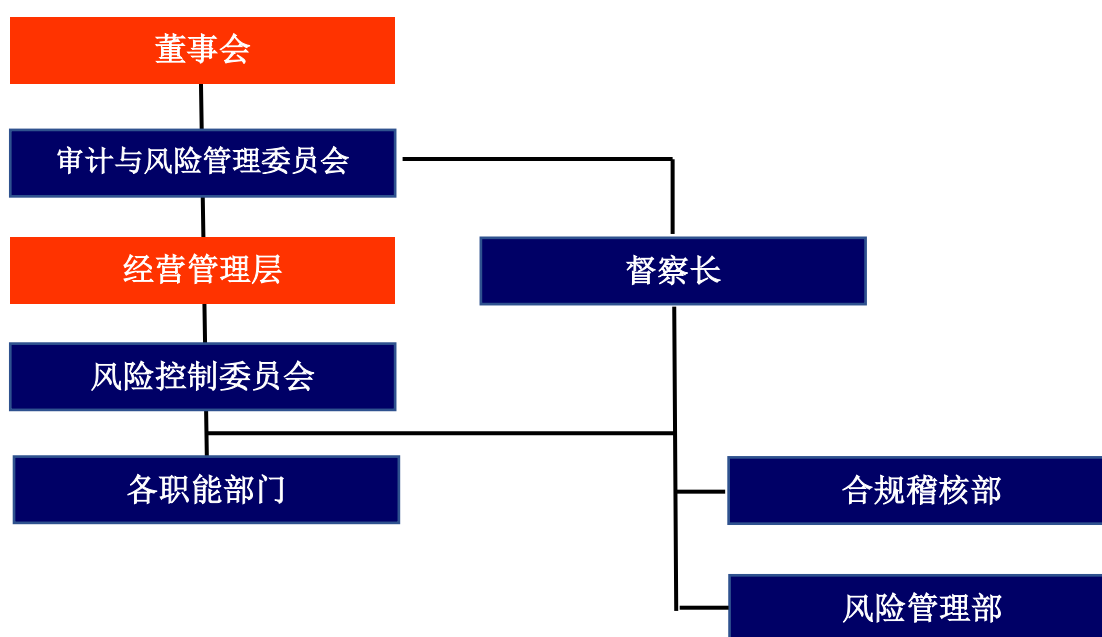 董事会
审计与风险管理委员会
经营管理层
督察长
风险控制委员会
各职能部门
合规稽核部
风险管理部